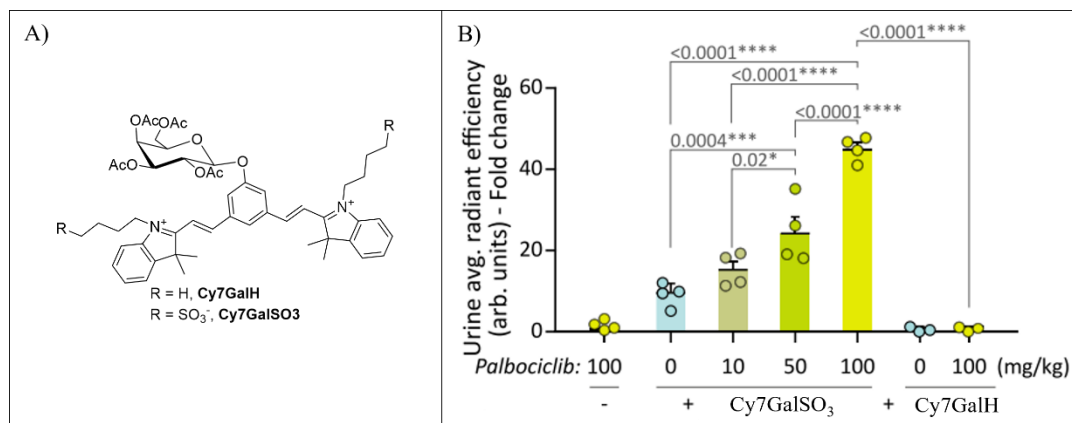 A)
OAc
OAc
O
AcO
OAc
O
R
N+
R
N+
R = H, Cy7GalH
R = SO₃⁻, Cy7GalSO3
B)
Urine avg. radiant efficiency
(arb. units) - Fold change
60
40
20
0
<0.0001****
<0.0001****
<0.0001****
<0.0001****
0.0004***
0.02*
Palbociclib: 100 0 10 50 100 0 100 (mg/kg)
- + Cy7GalSO₃ + Cy7GalH